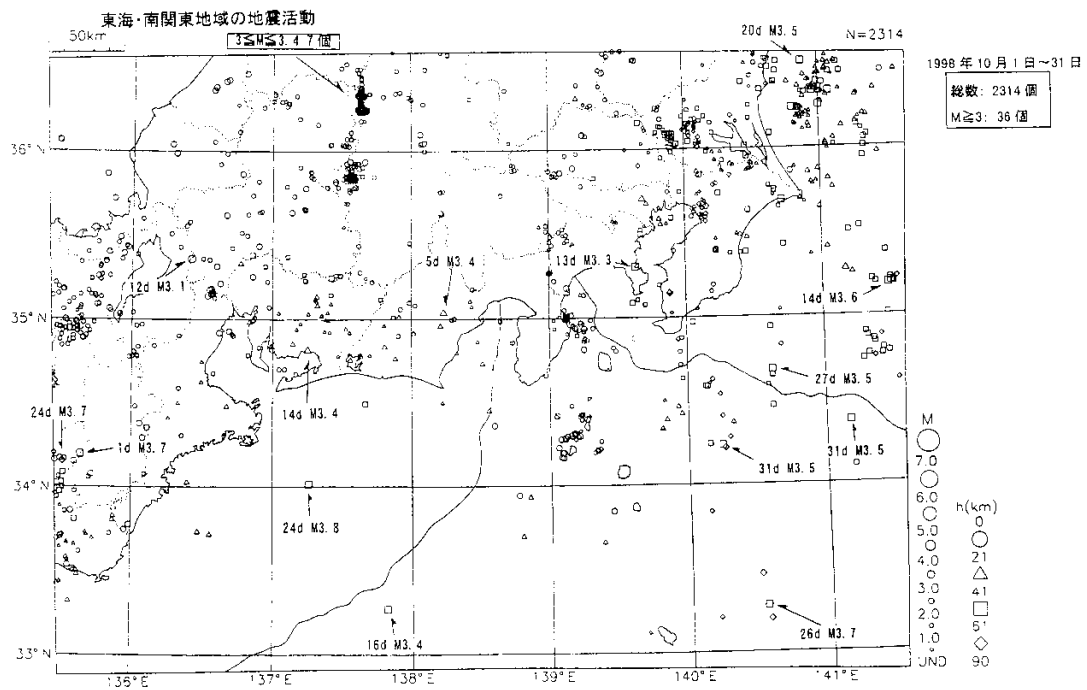 東海・南関東地域の地震活動
50km
3≦M≦3.4 7個
20d M3.5
N=2314
1998年10月1日~31日
総数: 2314個
M≧3: 36個
36°N
12d M3.1
5d M3.4
13d M3.3
14d M3.6
35°N
24d M3.7
1d M3.7
14d M3.4
27d M3.5
31d M3.5
31d M3.5
34°N
24d M3.8
16d M3.4
26d M3.7
33°N
136°E
137°E
138°E
139°E
140°E
141°E
M
7.0
6.0
5.0
4.0
3.0
2.0
1.0
UND
h(km)
0
21
41
61
90